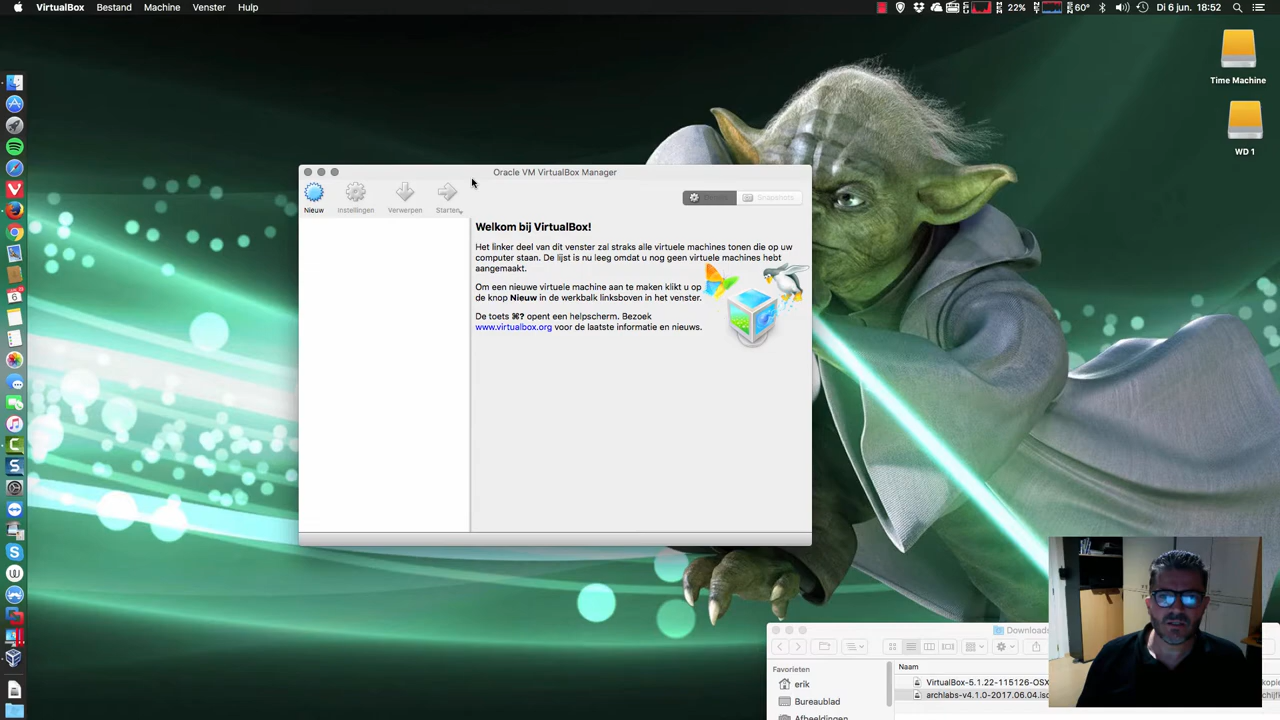 VirtualBox Bestand Machine Venster Hulp
22% 60° Di 6 jun. 18:52
Time Machine
WD 1
Oracle VM VirtualBox Manager
Nieuw Instellingen Verwerpen Starten
Details Snapshots
Welkom bij VirtualBox!
Het linker deel van dit venster zal straks alle virtuele machines tonen die op uw
computer staan. De lijst is nu leeg omdat u nog geen virtuele machines hebt
aangemaakt.
Om een nieuwe virtuele machine aan te maken klikt u op
de knop Nieuw in de werkbalk linksboven in het venster.
De toets ⌘? opent een helpscherm. Bezoek
www.virtualbox.org voor de laatste informatie en nieuws.
Downloads
Favorieten
erik
Bureaublad
Afbeeldingen
Naam
VirtualBox-5.1.22-115126-OSX
archlabs-v4.1.0-2017.06.04.iso